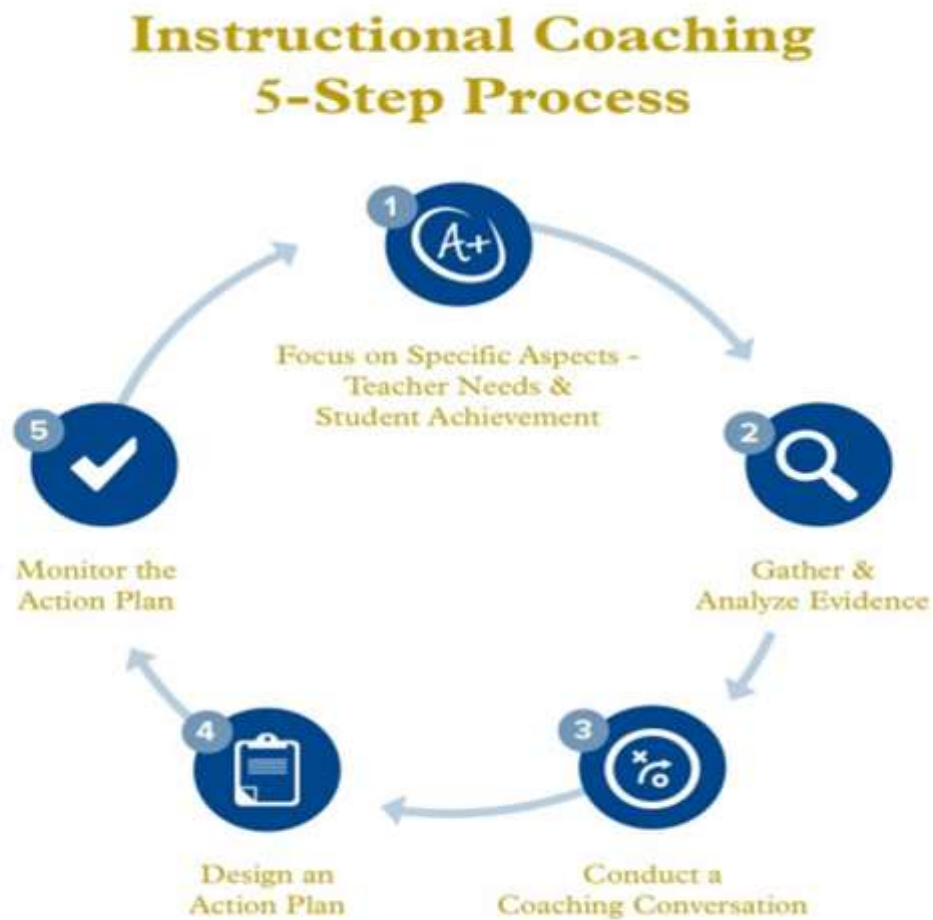 Instructional Coaching
5-Step Process
1
A+
Focus on Specific Aspects -
Teacher Needs &
Student Achievement
2
Gather &
Analyze Evidence
3
Conduct a
Coaching Conversation
4
Design an
Action Plan
5
Monitor the
Action Plan